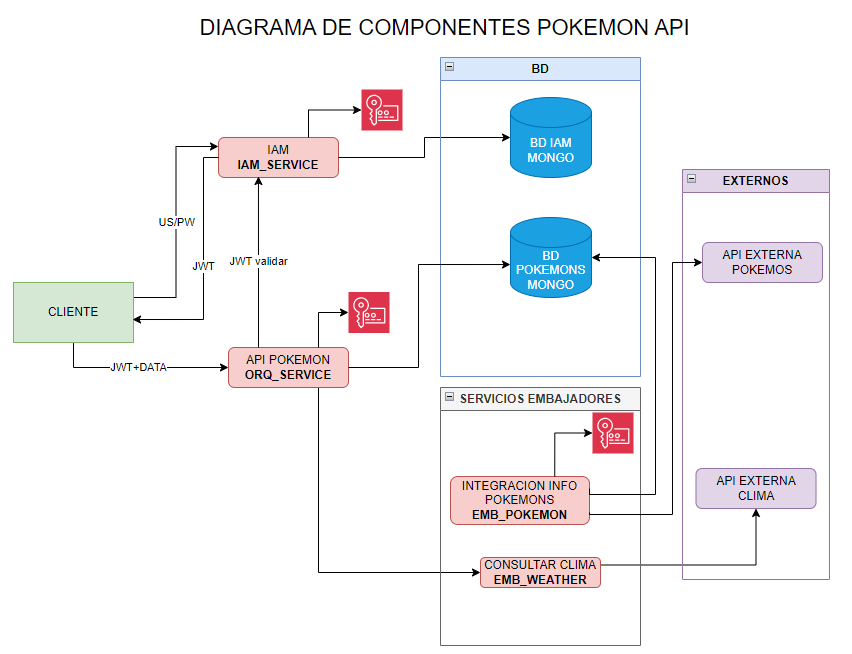 DIAGRAMA DE COMPONENTES POKEMON API
BD
IAM
IAM_SERVICE
BD IAM
MONGO
EXTERNOS
US/PW
JWT
JWT validar
BD
POKEMONS
MONGO
API EXTERNA
POKEMOS
CLIENTE
API POKEMON
ORQ_SERVICE
JWT+DATA
SERVICIOS EMBAJADORES
INTEGRACION INFO
POKEMONS
EMB_POKEMON
API EXTERNA
CLIMA
CONSULTAR CLIMA
EMB_WEATHER